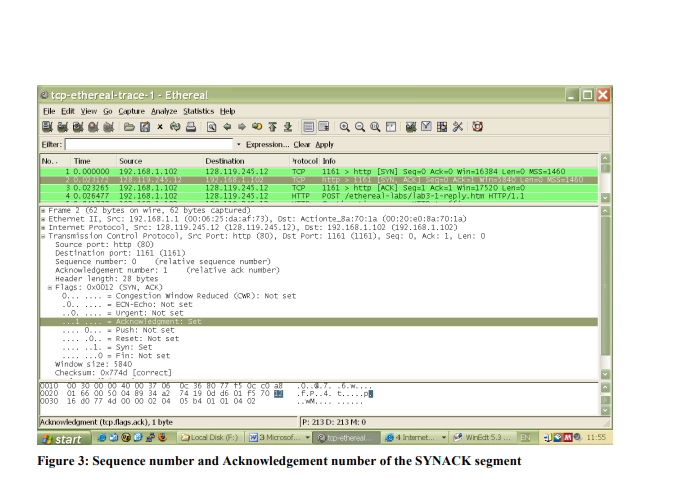 tcp-ethereal-trace-1 - Ethereal
File Edit View Go Capture Analyze Statistics Help
Filter: Expression... Clear Apply
No. . Time Source Destination Protocol Info
1 0.000000 192.168.1.102 128.119.245.12 TCP 1161 > http [SYN] Seq=0 Ack=0 Win=16384 Len=0 MSS=1460
2 0.023172 128.119.245.12 192.168.1.102 TCP http > 1161 [SYN, ACK] Seq=0 Ack=1 Win=5840 Len=0 MSS=1460
3 0.023265 192.168.1.102 128.119.245.12 TCP 1161 > http [ACK] Seq=1 Ack=1 Win=17520 Len=0
4 0.026477 192.168.1.102 128.119.245.12 HTTP POST /ethereal-labs/lab3-1-reply.htm HTTP/1.1
Frame 2 (62 bytes on wire, 62 bytes captured)
Ethernet II, Src: 192.168.1.1 (00:06:25:da:af:73), Dst: Actionte_8a:70:1a (00:20:e0:8a:70:1a)
Internet Protocol, Src: 128.119.245.12 (128.119.245.12), Dst: 192.168.1.102 (192.168.1.102)
Transmission Control Protocol, Src Port: http (80), Dst Port: 1161 (1161), Seq: 0, Ack: 1, Len: 0
Source port: http (80)
Destination port: 1161 (1161)
Sequence number: 0 (relative sequence number)
Acknowledgement number: 1 (relative ack number)
Header length: 28 bytes
Flags: 0x0012 (SYN, ACK)
0... .... = Congestion Window Reduced (CWR): Not set
.0.. .... = ECN-Echo: Not set
..0. .... = Urgent: Not set
...1 .... = Acknowledgment: Set
.... 0... = Push: Not set
.... .0.. = Reset: Not set
.... ..1. = Syn: Set
.... ...0 = Fin: Not set
Window size: 5840
Checksum: 0x774d [correct]
0010 00 30 00 00 40 00 37 06 0c 36 80 77 f5 0c c0 a8 .0..@.7. .6.w....
0020 01 66 00 50 04 89 34 a2 74 19 0d d6 01 f5 70 12 .f.P..4. t.....p.
0030 16 d0 77 4d 00 00 02 04 05 b4 01 01 04 02 ..wM.... ......
Acknowledgment (tcp.flags.ack), 1 byte P: 213 D: 213 M: 0
start Local Disk (F:) 3 Microsof... tcp-ethereal... 4 Internet... WinEdt 5.3 ... EN 11:55
Figure 3: Sequence number and Acknowledgement number of the SYNACK segment